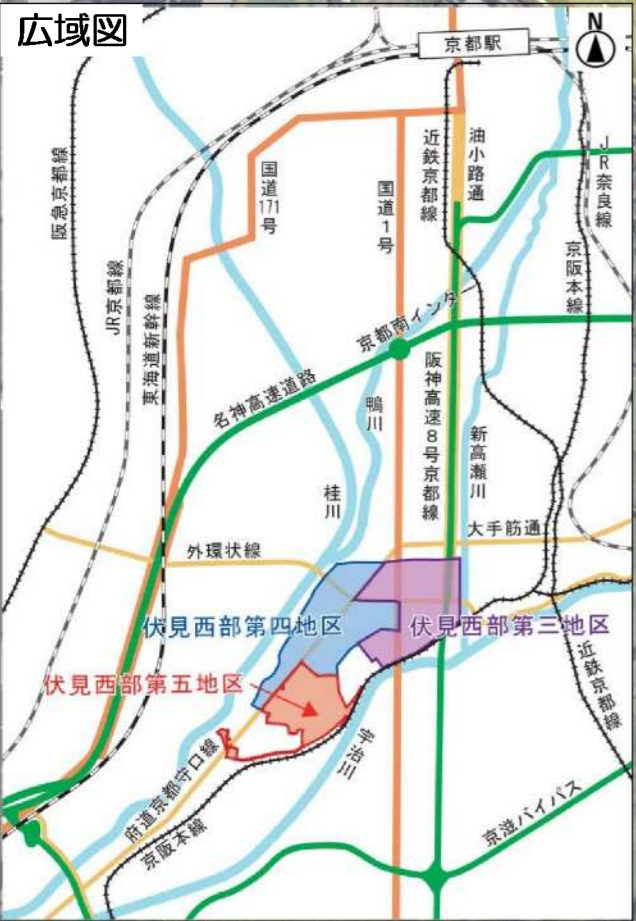 広域図
N
京都駅
阪急京都線
JR京都線
東海道新幹線
国道171号
国道1号
近鉄京都線
油小路通
JR奈良線
京阪本線
京都南インター
名神高速道路
鴨川
桂川
阪神高速8号京都線
新高瀬川
大手筋通
外環状線
伏見西部第四地区
伏見西部第三地区
伏見西部第五地区
近鉄京都線
宇治川
府道京都守口線
京阪本線
京滋バイパス